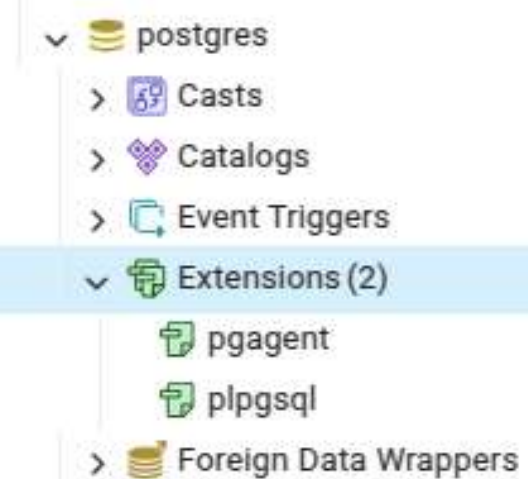 postgres
Casts
Catalogs
Event Triggers
Extensions (2)
pgagent
plpgsql
Foreign Data Wrappers